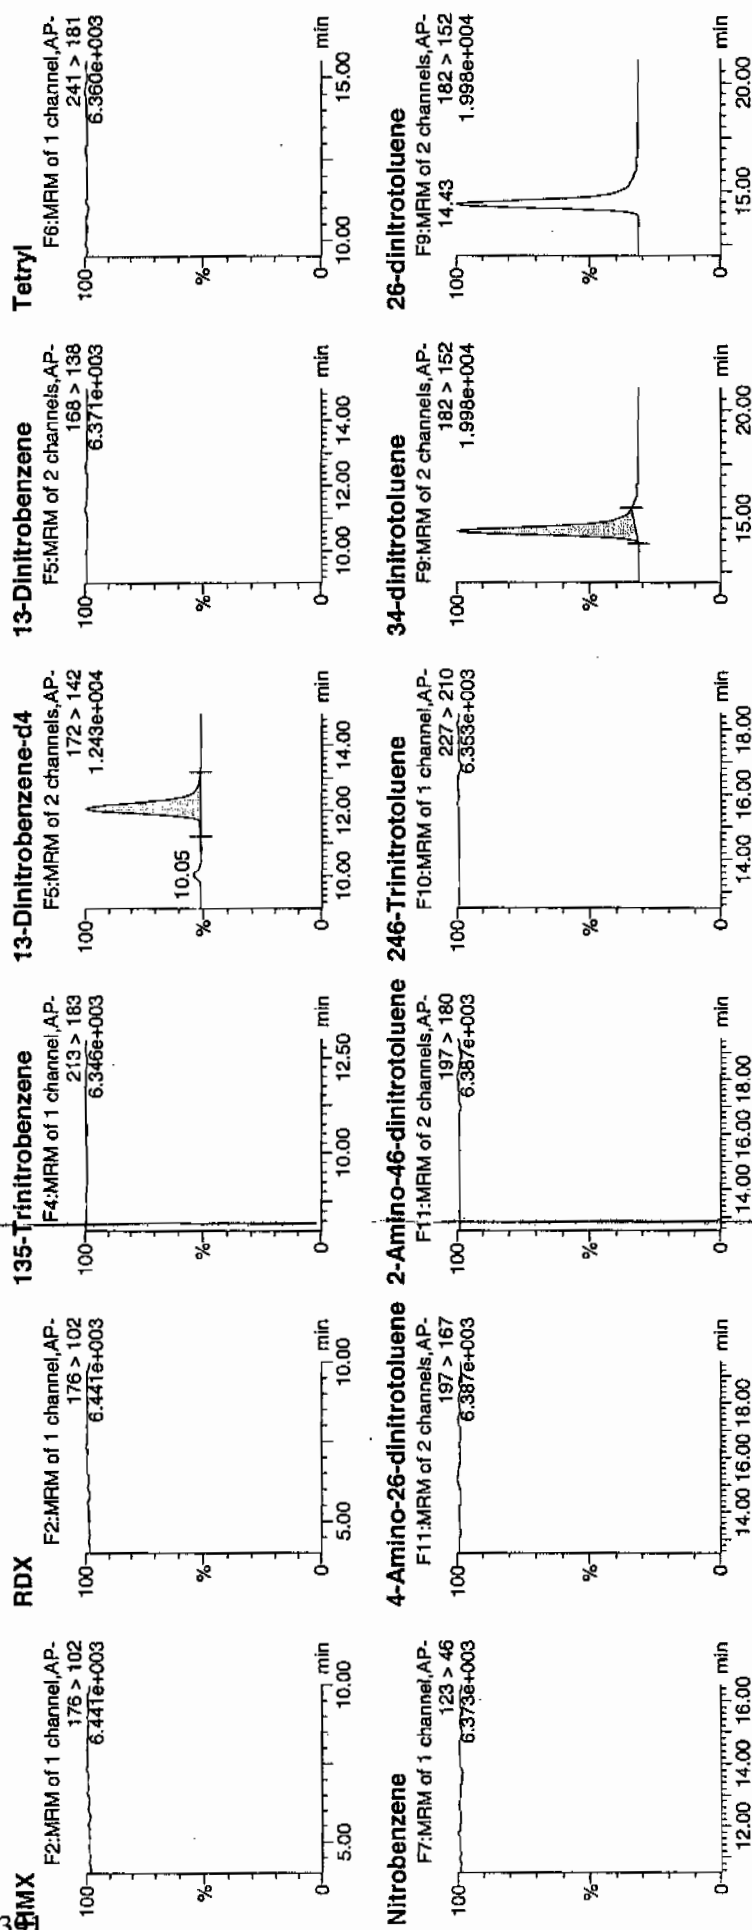 HMX
F2:MRM of 1 channel,AP-
176 > 102
6.441e+003
100
%
0
5.00 10.00 min
RDX
F2:MRM of 1 channel,AP-
176 > 102
6.441e+003
100
%
0
5.00 10.00 min
135-Trinitrobenzene
F4:MRM of 1 channel,AP-
213 > 183
6.346e+003
100
%
0
10.00 12.50 min
13-Dinitrobenzene-d4
F5:MRM of 2 channels,AP-
172 > 142
1.243e+004
100
10.05
%
0
10.00 12.00 14.00 min
13-Dinitrobenzene
F5:MRM of 2 channels,AP-
168 > 138
6.371e+003
100
%
0
10.00 12.00 14.00 min
Tetryl
F6:MRM of 1 channel,AP-
241 > 181
6.360e+003
100
%
0
10.00 15.00 min
Nitrobenzene
F7:MRM of 1 channel,AP-
123 > 46
6.373e+003
100
%
0
12.00 14.00 16.00 min
4-Amino-26-dinitrotoluene
F11:MRM of 2 channels,AP-
197 > 167
6.387e+003
100
%
0
14.00 16.00 18.00 min
2-Amino-46-dinitrotoluene
F11:MRM of 2 channels,AP-
197 > 180
6.387e+003
100
%
0
14.00 16.00 18.00 min
246-Trinitrotoluene
F10:MRM of 1 channel,AP-
227 > 210
6.353e+003
100
%
0
14.00 16.00 18.00 min
34-dinitrotoluene
F9:MRM of 2 channels,AP-
182 > 152
1.998e+004
100
%
0
15.00 20.00 min
26-dinitrotoluene
F9:MRM of 2 channels,AP-
182 > 152
1.998e+004
14.43
100
%
0
15.00 20.00 min